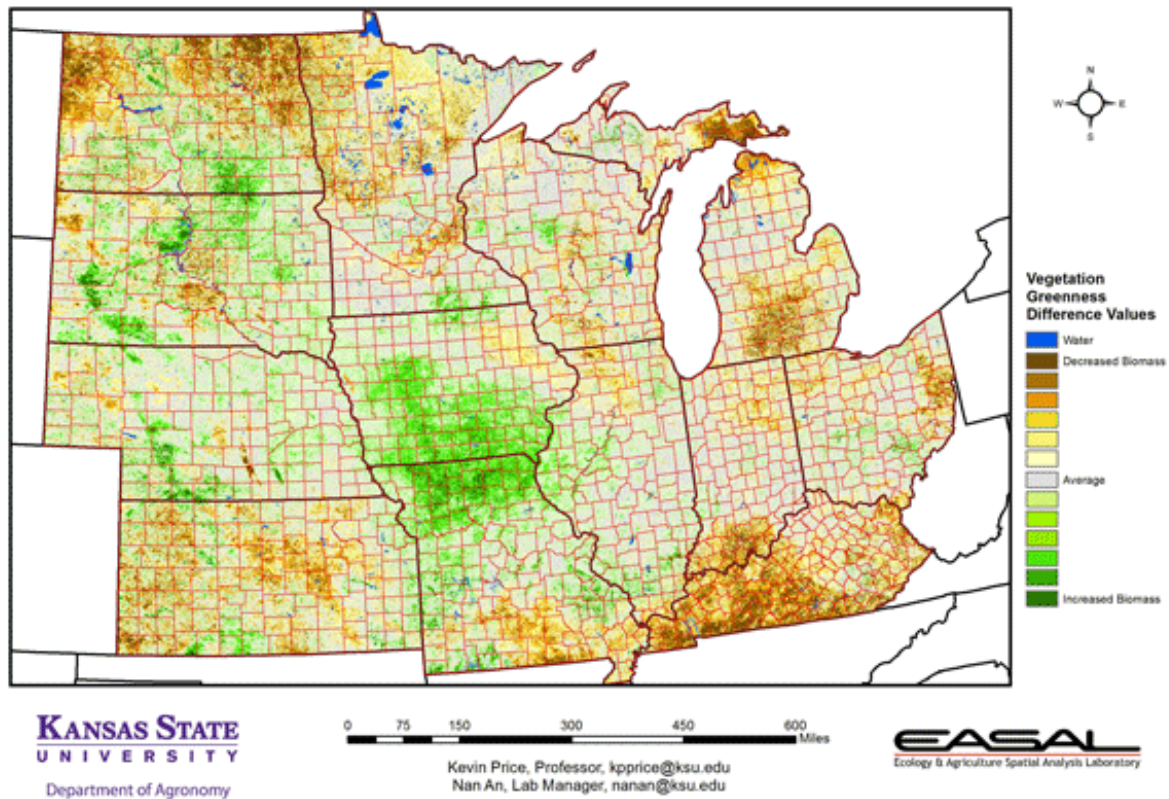 N
W
E
S
Vegetation
Greenness
Difference Values
Water
Decreased Biomass
Average
Increased Biomass
KANSAS STATE
UNIVERSITY
Department of Agronomy
0 75 150 300 450 600
Miles
Kevin Price, Professor, kpprice@ksu.edu
Nan An, Lab Manager, nanan@ksu.edu
EASAL
Ecology & Agriculture Spatial Analysis Laboratory